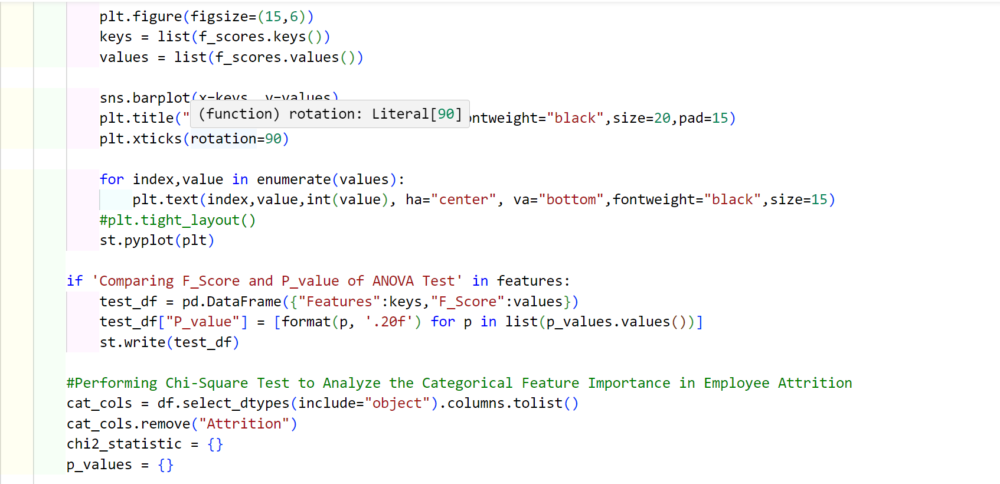 plt.figure(figsize=(15,6))
keys = list(f_scores.keys())
values = list(f_scores.values())
sns.barplot(x=keys, y=values)
(function) rotation: Literal[90]
plt.title(" ontweight="black",size=20,pad=15)
plt.xticks(rotation=90)
for index,value in enumerate(values):
plt.text(index,value,int(value), ha="center", va="bottom",fontweight="black",size=15)
#plt.tight_layout()
st.pyplot(plt)
if 'Comparing F_Score and P_value of ANOVA Test' in features:
test_df = pd.DataFrame({"Features":keys,"F_Score":values})
test_df["P_value"] = [format(p, '.20f') for p in list(p_values.values())]
st.write(test_df)
#Performing Chi-Square Test to Analyze the Categorical Feature Importance in Employee Attrition
cat_cols = df.select_dtypes(include="object").columns.tolist()
cat_cols.remove("Attrition")
chi2_statistic = {}
p_values = {}